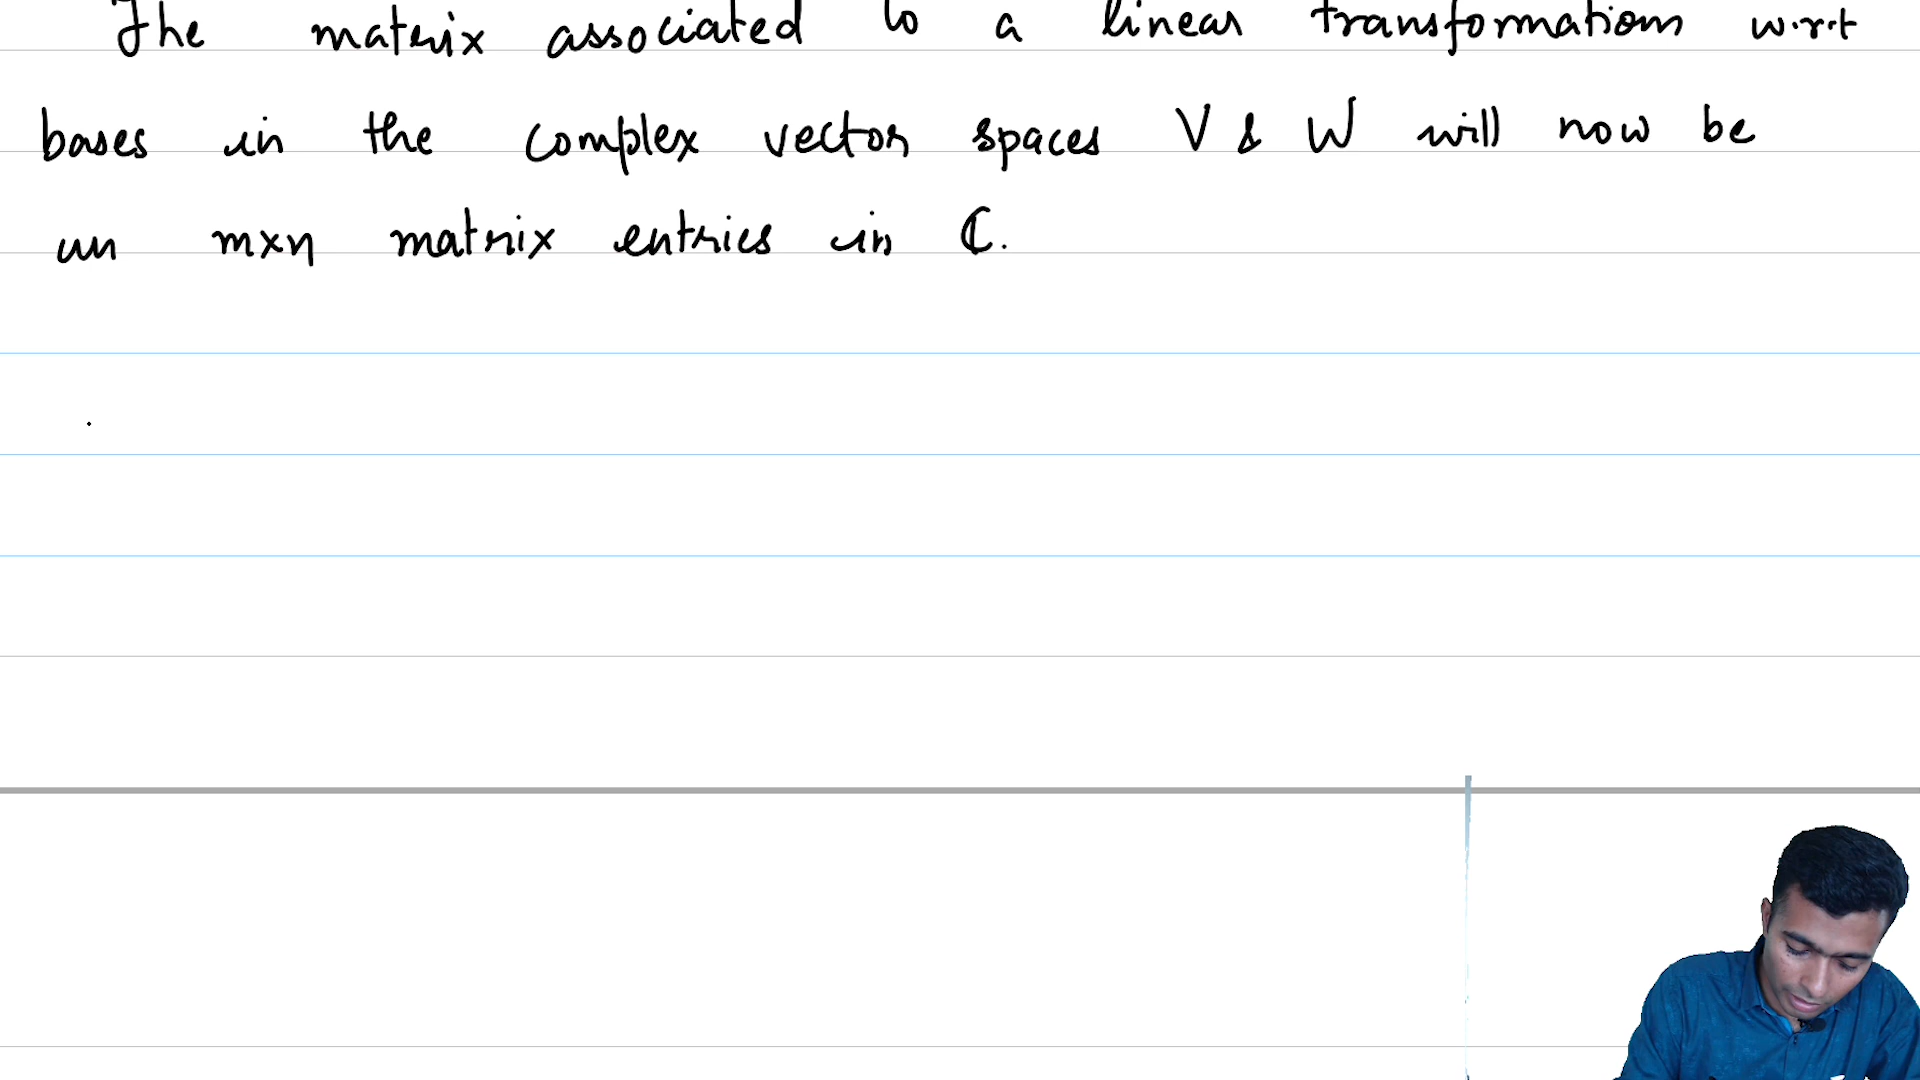 The matrix associated to a linear transformation w.r.t
bases in the complex vector spaces V & W will now be
an m×n matrix entries in ℂ.